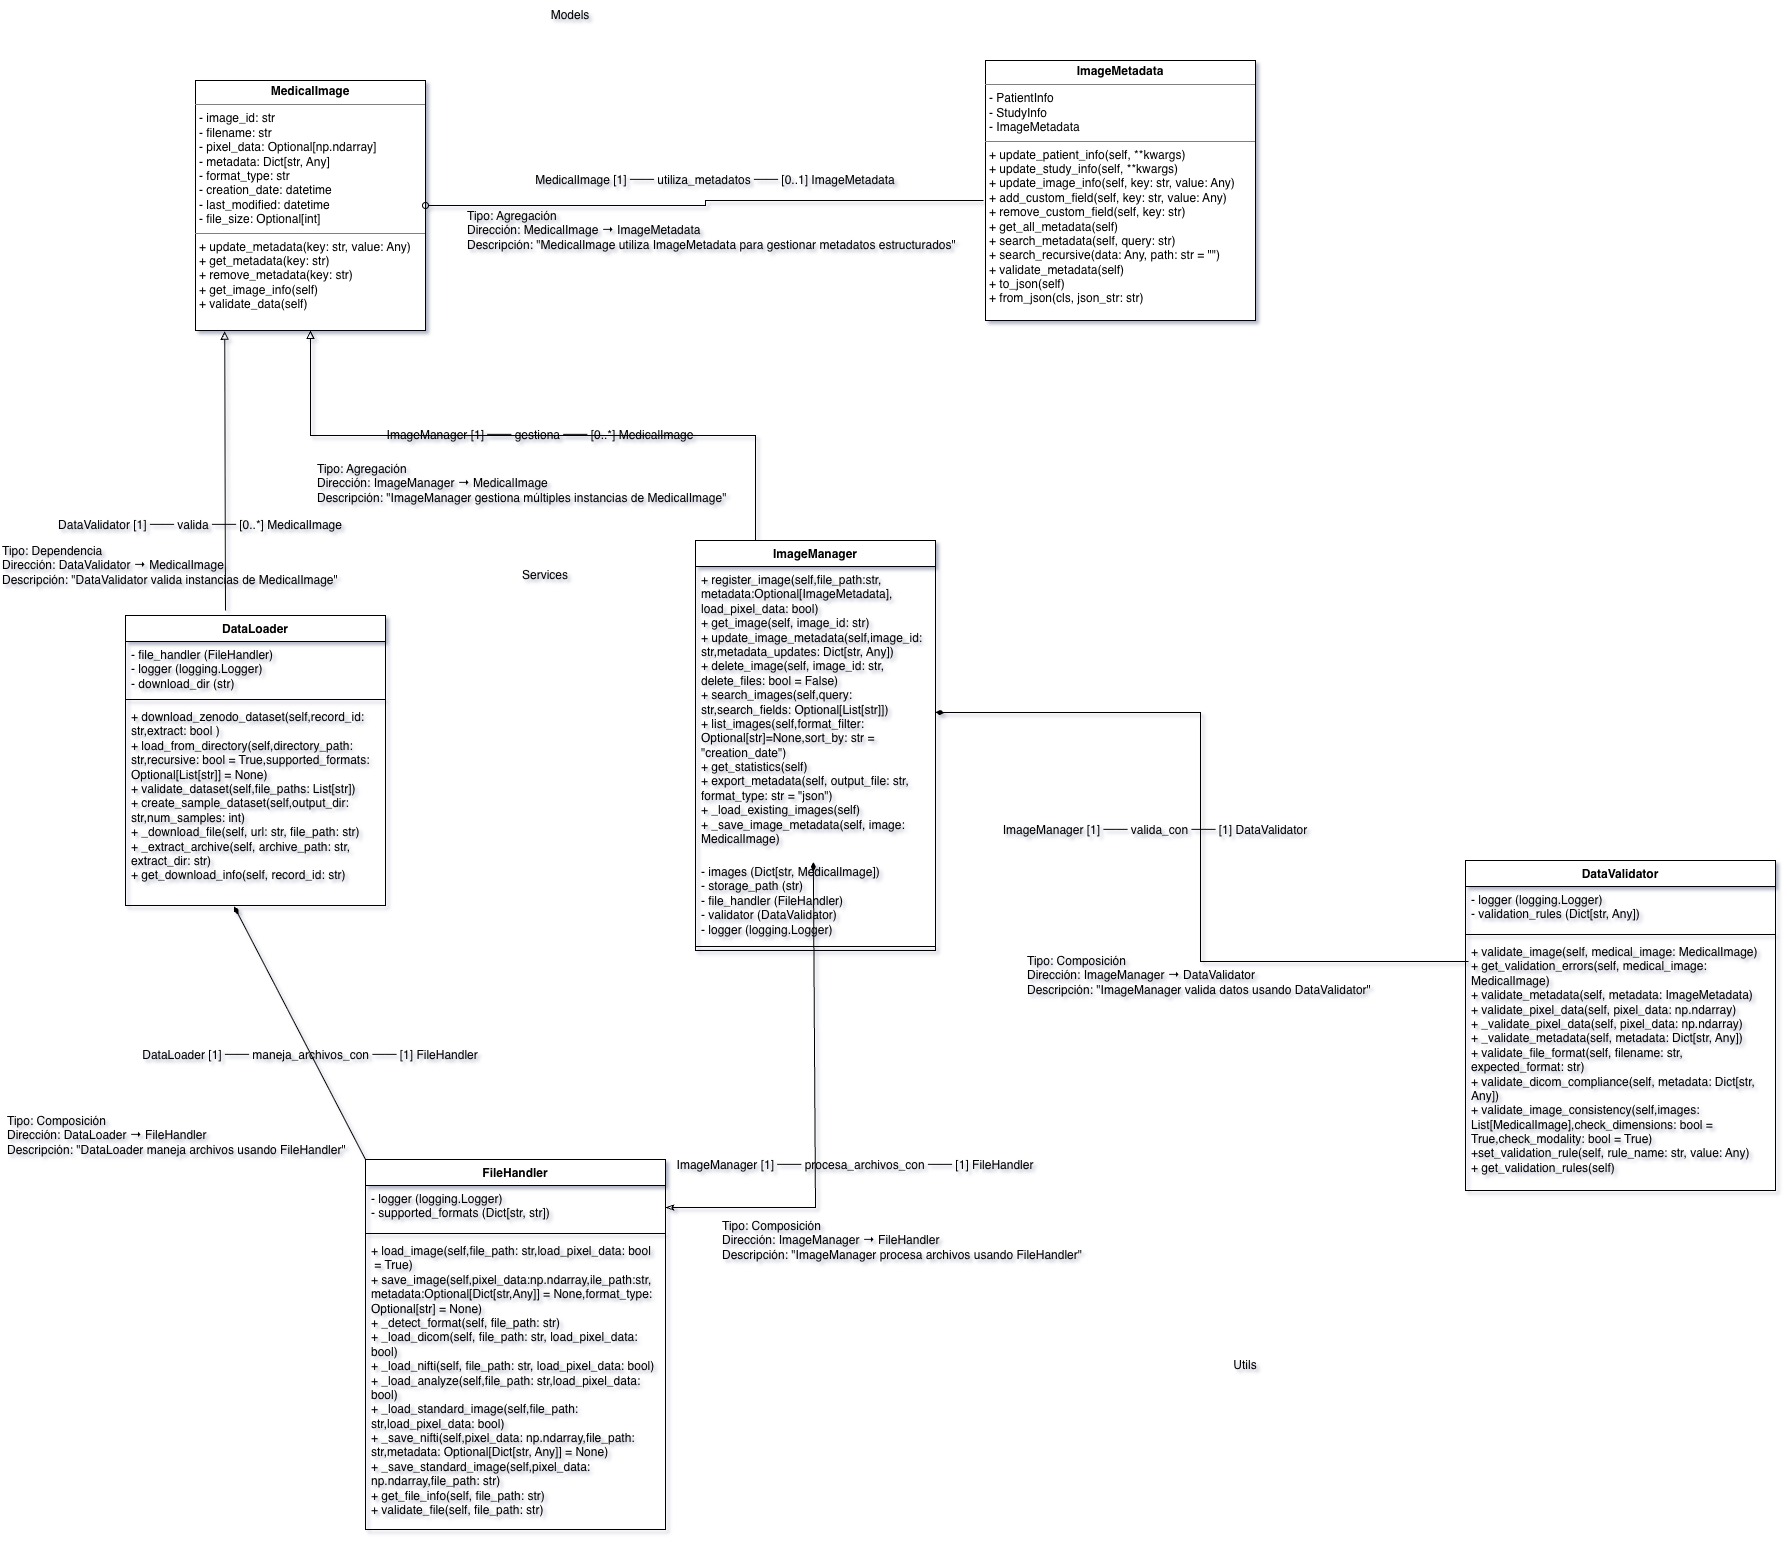 Models
MedicalImage
- image_id: str
- filename: str
- pixel_data: Optional[np.ndarray]
- metadata: Dict[str, Any]
- format_type: str
- creation_date: datetime
- last_modified: datetime
- file_size: Optional[int]
+ update_metadata(key: str, value: Any)
+ get_metadata(key: str)
+ remove_metadata(key: str)
+ get_image_info(self)
+ validate_data(self)
ImageMetadata
- PatientInfo
- StudyInfo
- ImageMetadata
+ update_patient_info(self, **kwargs)
+ update_study_info(self, **kwargs)
+ update_image_info(self, key: str, value: Any)
+ add_custom_field(self, key: str, value: Any)
+ remove_custom_field(self, key: str)
+ get_all_metadata(self)
+ search_metadata(self, query: str)
+ search_recursive(data: Any, path: str = "")
+ validate_metadata(self)
+ to_json(self)
+ from_json(cls, json_str: str)
MedicalImage [1] ─── utiliza_metadatos ─── [0..1] ImageMetadata
Tipo: Agregación
Dirección: MedicalImage → ImageMetadata
Descripción: "MedicalImage utiliza ImageMetadata para gestionar metadatos estructurados"
ImageManager [1] ─── gestiona ─── [0..*] MedicalImage
Tipo: Agregación
Dirección: ImageManager → MedicalImage
Descripción: "ImageManager gestiona múltiples instancias de MedicalImage"
DataValidator [1] ─── valida ─── [0..*] MedicalImage
Tipo: Dependencia
Dirección: DataValidator → MedicalImage
Descripción: "DataValidator valida instancias de MedicalImage"
Services
DataLoader
- file_handler (FileHandler)
- logger (logging.Logger)
- download_dir (str)
+ download_zenodo_dataset(self,record_id:
str,extract: bool )
+ load_from_directory(self,directory_path:
str,recursive: bool = True,supported_formats:
Optional[List[str]] = None)
+ validate_dataset(self,file_paths: List[str])
+ create_sample_dataset(self,output_dir:
str,num_samples: int)
+ _download_file(self, url: str, file_path: str)
+ _extract_archive(self, archive_path: str,
extract_dir: str)
+ get_download_info(self, record_id: str)
ImageManager
+ register_image(self,file_path:str,
metadata:Optional[ImageMetadata],
load_pixel_data: bool)
+ get_image(self, image_id: str)
+ update_image_metadata(self,image_id:
str,metadata_updates: Dict[str, Any])
+ delete_image(self, image_id: str,
delete_files: bool = False)
+ search_images(self,query:
str,search_fields: Optional[List[str]])
+ list_images(self,format_filter:
Optional[str]=None,sort_by: str =
"creation_date")
+ get_statistics(self)
+ export_metadata(self, output_file: str,
format_type: str = "json")
+ _load_existing_images(self)
+ _save_image_metadata(self, image:
MedicalImage)
- images (Dict[str, MedicalImage])
- storage_path (str)
- file_handler (FileHandler)
- validator (DataValidator)
- logger (logging.Logger)
ImageManager [1] ─── valida_con ─── [1] DataValidator
Tipo: Composición
Dirección: ImageManager → DataValidator
Descripción: "ImageManager valida datos usando DataValidator"
DataValidator
- logger (logging.Logger)
- validation_rules (Dict[str, Any])
+ validate_image(self, medical_image: MedicalImage)
+ get_validation_errors(self, medical_image:
MedicalImage)
+ validate_metadata(self, metadata: ImageMetadata)
+ validate_pixel_data(self, pixel_data: np.ndarray)
+ _validate_pixel_data(self, pixel_data: np.ndarray)
+ _validate_metadata(self, metadata: Dict[str, Any])
+ validate_file_format(self, filename: str,
expected_format: str)
+ validate_dicom_compliance(self, metadata: Dict[str,
Any])
+ validate_image_consistency(self,images:
List[MedicalImage],check_dimensions: bool =
True,check_modality: bool = True)
+set_validation_rule(self, rule_name: str, value: Any)
+ get_validation_rules(self)
DataLoader [1] ─── maneja_archivos_con ─── [1] FileHandler
Tipo: Composición
Dirección: DataLoader → FileHandler
Descripción: "DataLoader maneja archivos usando FileHandler"
ImageManager [1] ─── procesa_archivos_con ─── [1] FileHandler
Tipo: Composición
Dirección: ImageManager → FileHandler
Descripción: "ImageManager procesa archivos usando FileHandler"
FileHandler
- logger (logging.Logger)
- supported_formats (Dict[str, str])
+ load_image(self,file_path: str,load_pixel_data: bool
= True)
+ save_image(self,pixel_data:np.ndarray,ile_path:str,
metadata:Optional[Dict[str,Any]] = None,format_type:
Optional[str] = None)
+ _detect_format(self, file_path: str)
+ _load_dicom(self, file_path: str, load_pixel_data:
bool)
+ _load_nifti(self, file_path: str, load_pixel_data: bool)
+ _load_analyze(self,file_path: str,load_pixel_data:
bool)
+ _load_standard_image(self,file_path:
str,load_pixel_data: bool)
+ _save_nifti(self,pixel_data: np.ndarray,file_path:
str,metadata: Optional[Dict[str, Any]] = None)
+ _save_standard_image(self,pixel_data:
np.ndarray,file_path: str)
+ get_file_info(self, file_path: str)
+ validate_file(self, file_path: str)
Utils